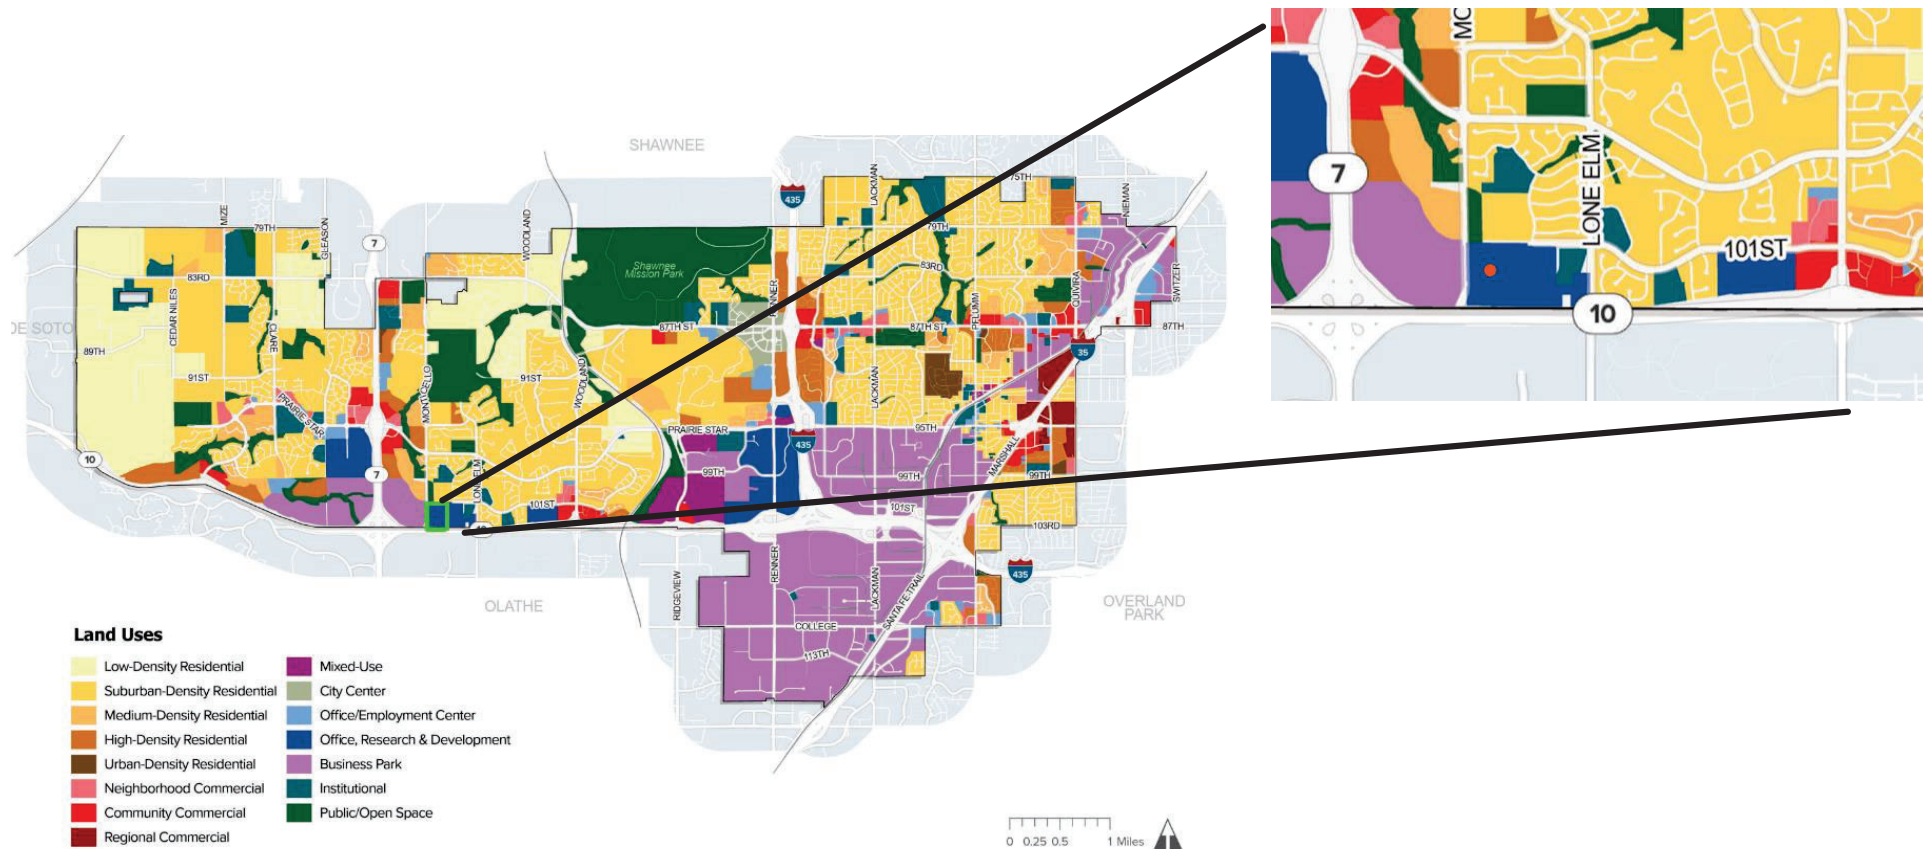 SHAWNEE
OLATHE
OVERLAND
PARK
Shawnee
Mission Park
MIZE
79TH
GLEASON
7
WOODLAND
435
LACKMAN
75TH
NIEMAN
79TH
83RD
CEDAR NILES
CLARE
RENNER
83RD
PFLUMM
QUIVIRA
SWITZER
DE SOTO
89TH
91ST
MONTICELLO
91ST
WOODLAND
87TH ST
87TH ST
87TH
35
LACKMAN
PRAIRIE STAR
PRAIRIE STAR
435
95TH
MARSHALL
10
7
LONE ELM
99TH
99TH
99TH
101ST
101ST
103RD
10
RIDGEVIEW
RENNER
LACKMAN
SANTA FE TRAIL
435
COLLEGE
113TH
MO
7
LONE ELM
101ST
10
Land Uses
Low-Density Residential
Suburban-Density Residential
Medium-Density Residential
High-Density Residential
Urban-Density Residential
Neighborhood Commercial
Community Commercial
Regional Commercial
Mixed-Use
City Center
Office/Employment Center
Office, Research & Development
Business Park
Institutional
Public/Open Space
0 0.25 0.5 1 Miles